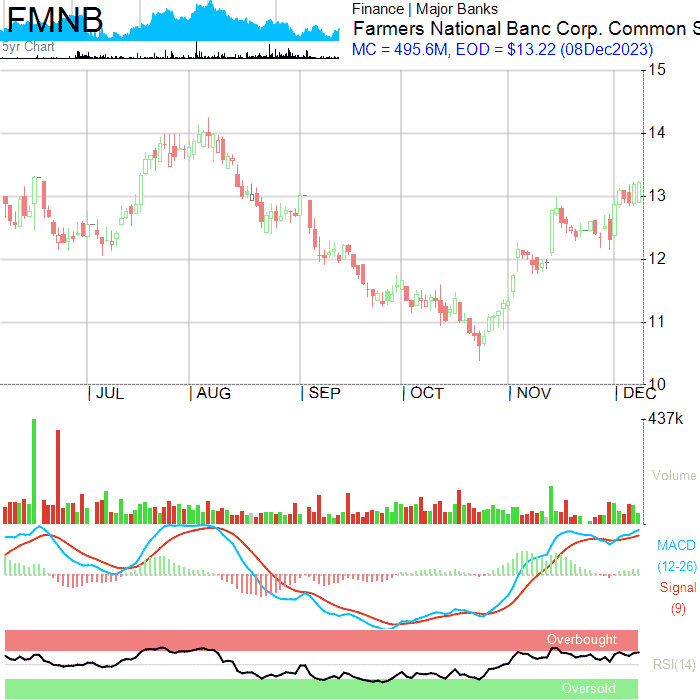 FMNB
5yr Chart
Finance | Major Banks
Farmers National Banc Corp. Common S
MC = 495.6M, EOD = $13.22 (08Dec2023)
15
14
13
12
11
10
JUL AUG SEP OCT NOV DEC
437k
Volume
MACD
(12-26)
Signal
(9)
Overbought
RSI(14)
Oversold